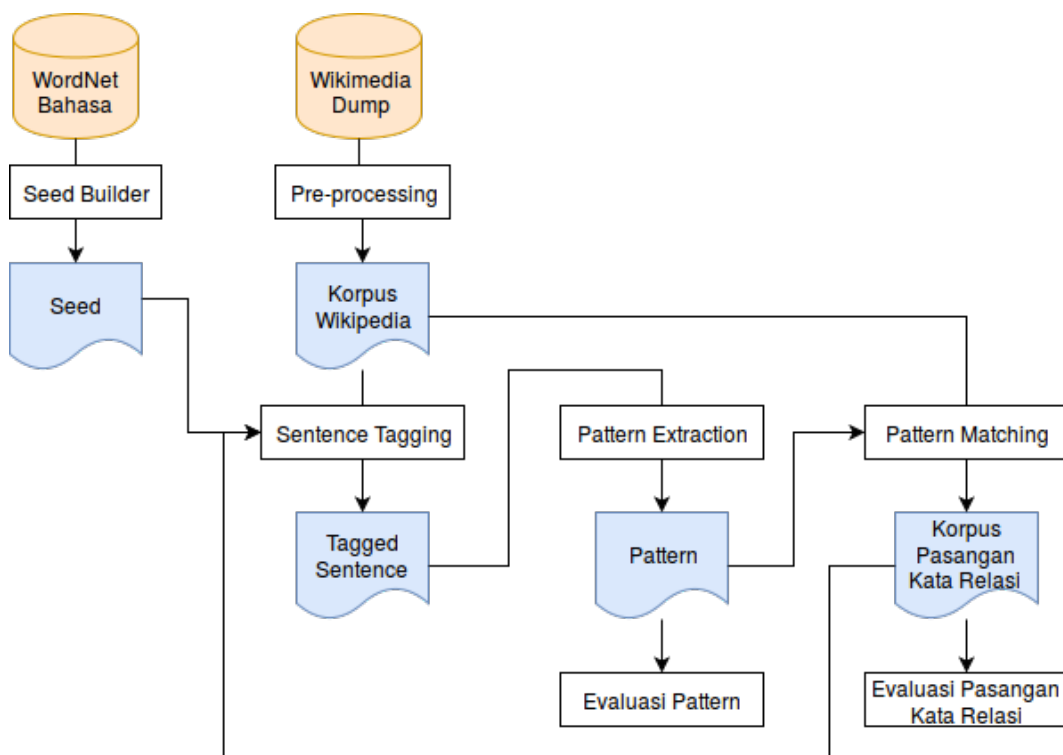 WordNet
Bahasa
Wikimedia
Dump
Seed Builder
Pre-processing
Seed
Korpus
Wikipedia
Sentence Tagging
Pattern Extraction
Pattern Matching
Tagged
Sentence
Pattern
Korpus
Pasangan
Kata Relasi
Evaluasi Pattern
Evaluasi Pasangan
Kata Relasi